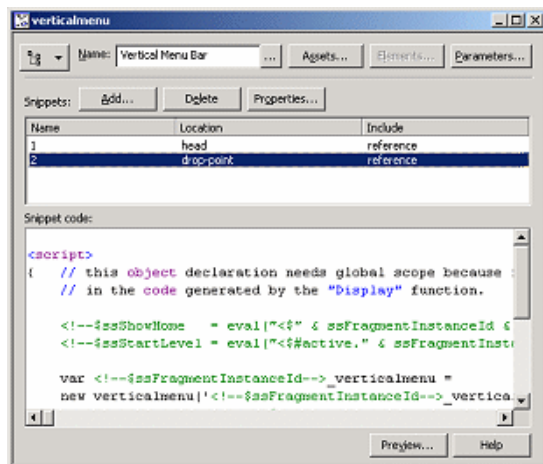 verticalmenu
Name: Vertical Menu Bar ... Assets... Elements... Parameters...
Snippets: Add... Delete Properties...
Name Location Include
1 head reference
2 drop-point reference
Snippet code:
<script>
{ // this object declaration needs global scope because
// in the code generated by the "Display" function.
<!--$ssShowHome = eval("<$" & ssFragmentInstanceId &
<!--$ssStartLevel = eval("<$#active." & ssFragmentInst
var <!--$ssFragmentInstanceId-->_verticalmenu =
new verticalmenu('<!--$ssFragmentInstanceId-->_vertica
Preview... Help